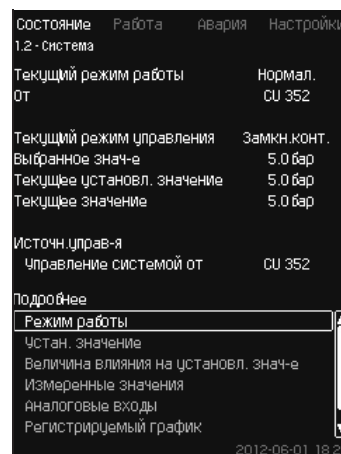 Состояние Работа Авария Настройки
1.2 - Система
Текущий режим работы Нормал.
От CU 352
Текущий режим управления Замкн.конт.
Выбранное знач-е 5.0 бар
Текущее установл. значение 5.0 бар
Текущее значение 5.0 бар
Источн.управ-я
Управление системой от CU 352
Подробнее
Режим работы
Устан. значение
Величина влияния на установл. знач-е
Измеренные значения
Аналоговые входы
Регистрируемый график
2012-06-01 18:2